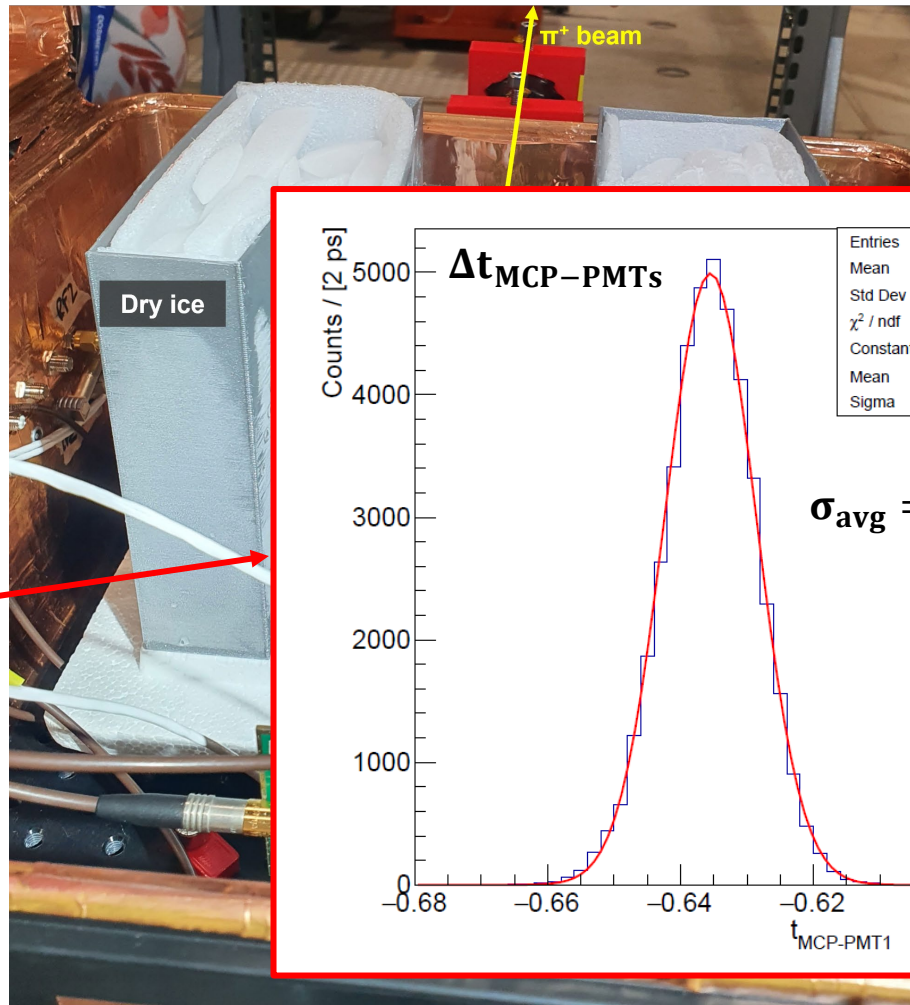 π⁺ beam
Dry ice
RF2
Δt_MCP−PMTs
Counts / [2 ps]
Entries
Mean
Std Dev
χ² / ndf
Constant
Mean
Sigma
σ_avg =
5000
4000
3000
2000
1000
0
−0.68
−0.66
−0.64
−0.62
t_MCP-PMT1